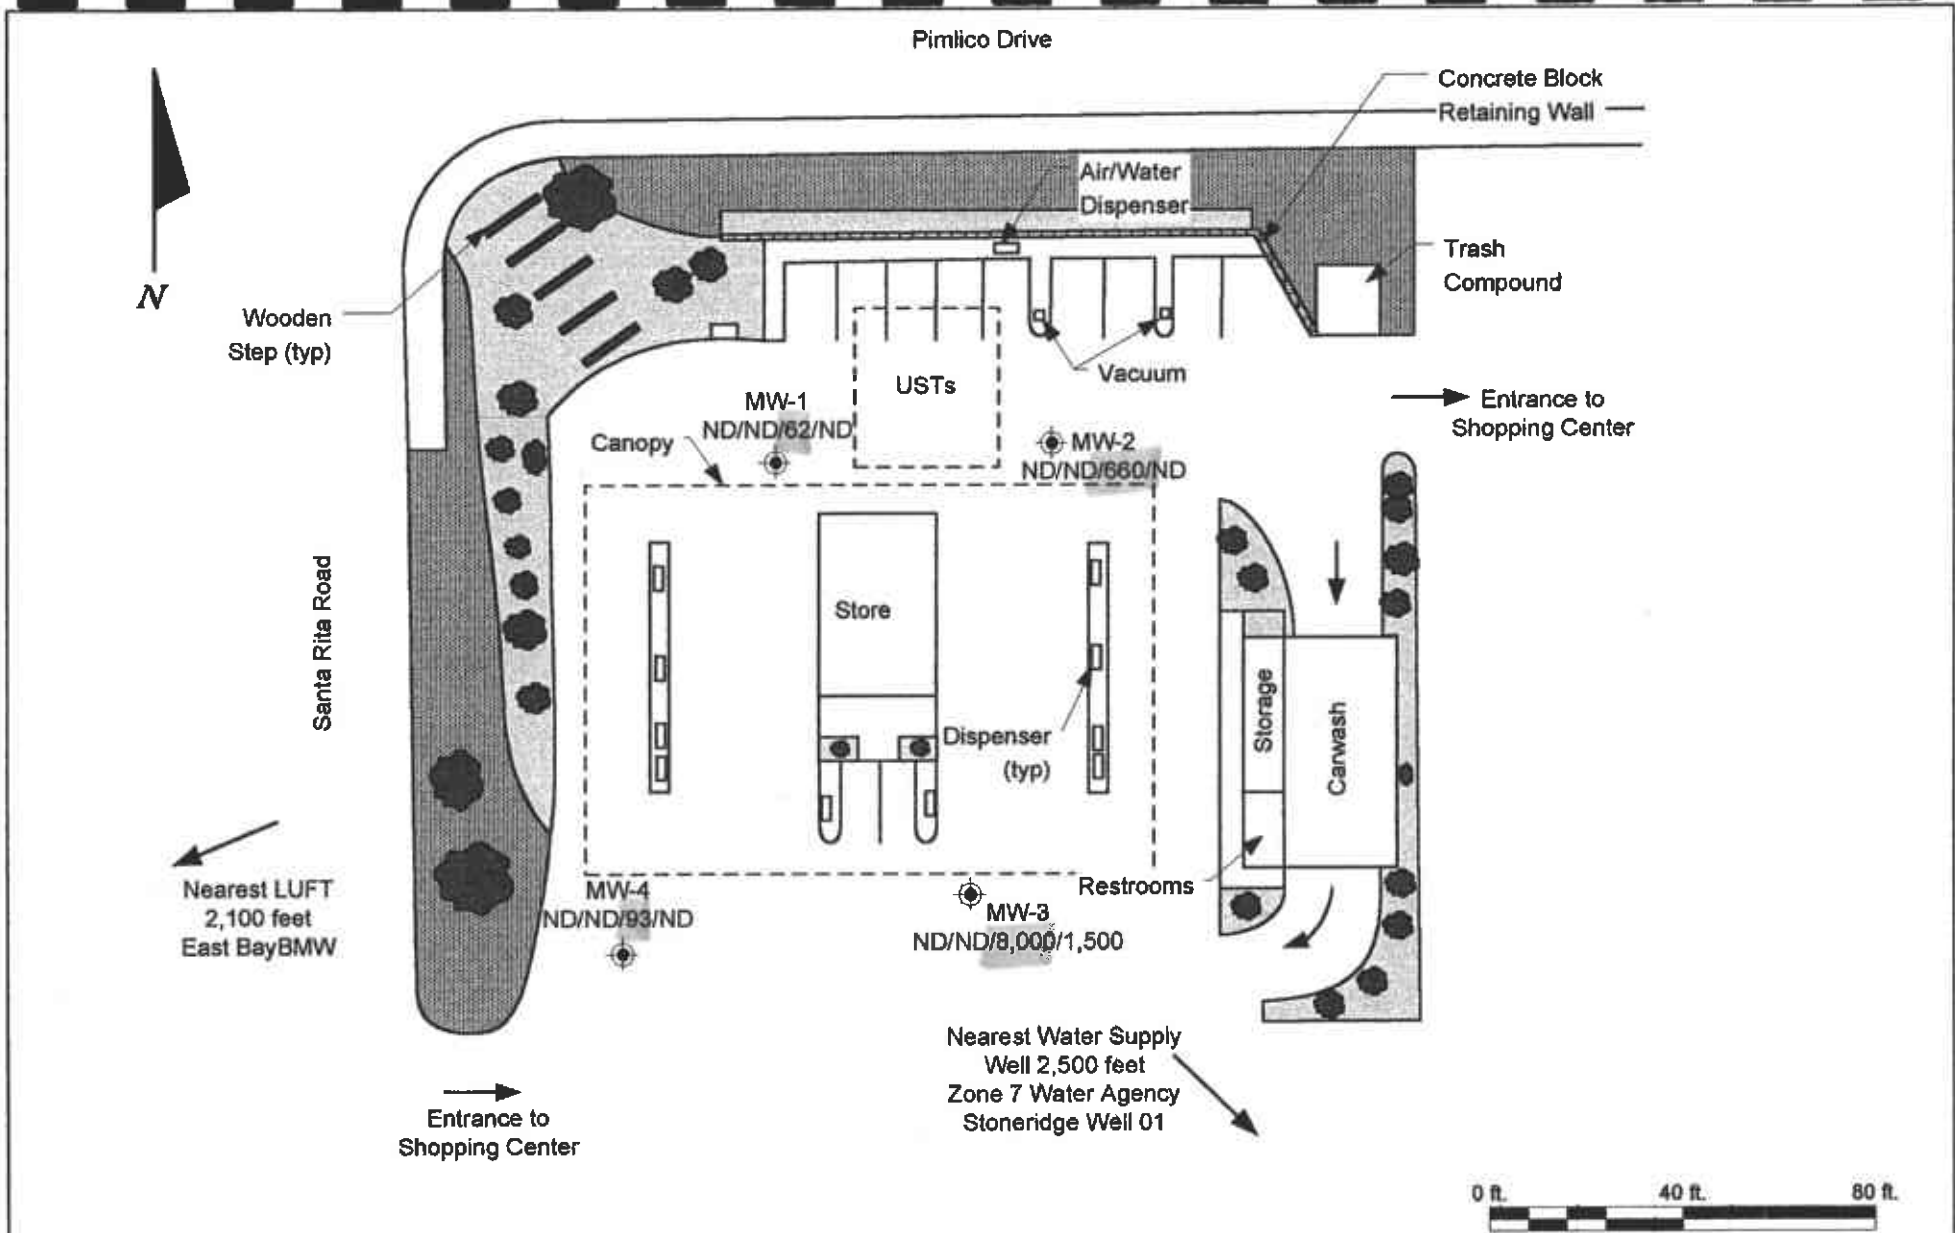 Pimlico Drive
Concrete Block
Retaining Wall
Air/Water
Dispenser
Trash
Compound
N
Wooden
Step (typ)
USTs
Vacuum
MW-1
ND/ND/62/ND
Entrance to
Shopping Center
Canopy
MW-2
ND/ND/660/ND
Santa Rita Road
Store
Dispenser
(typ)
Storage
Carwash
Nearest LUFT
2,100 feet
East BayBMW
MW-4
ND/ND/93/ND
Restrooms
MW-3
ND/ND/8,000/1,500
Nearest Water Supply
Well 2,500 feet
Zone 7 Water Agency
Stoneridge Well 01
Entrance to
Shopping Center
0 ft.
40 ft.
80 ft.